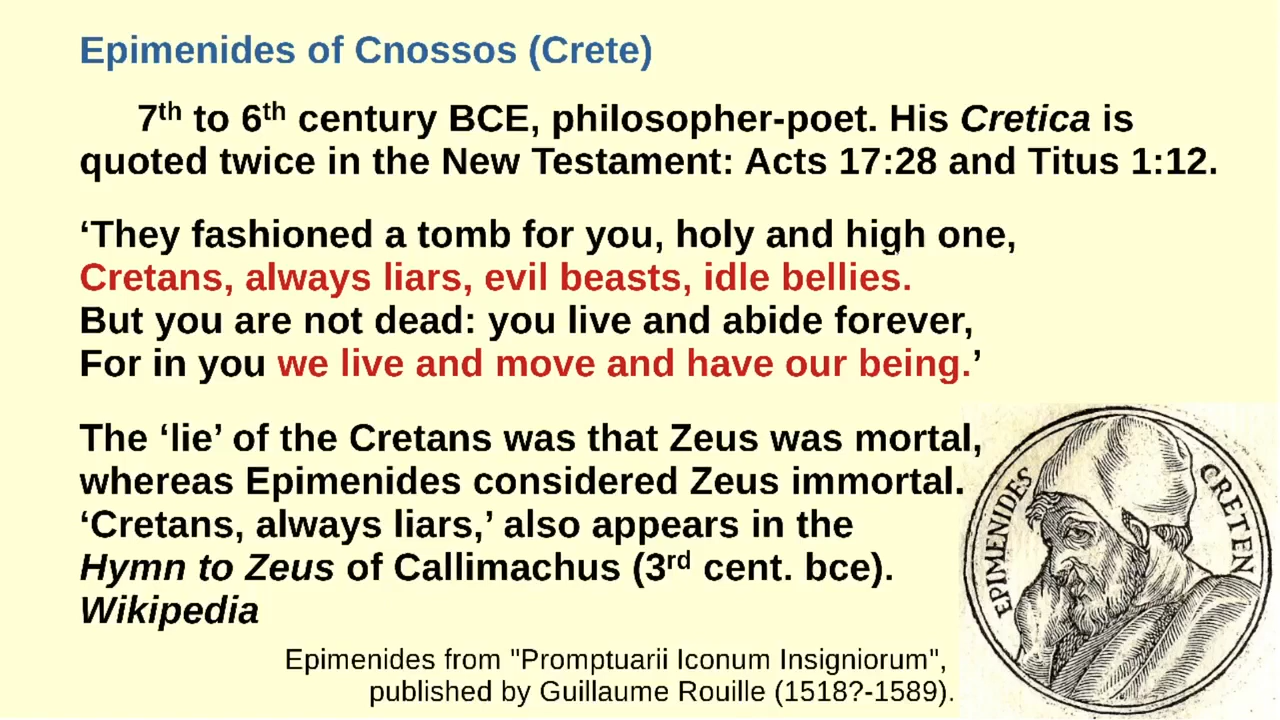 Epimenides of Cnossos (Crete)
7th to 6th century BCE, philosopher-poet. His Cretica is
quoted twice in the New Testament: Acts 17:28 and Titus 1:12.
‘They fashioned a tomb for you, holy and high one,
Cretans, always liars, evil beasts, idle bellies.
But you are not dead: you live and abide forever,
For in you we live and move and have our being.’
The ‘lie’ of the Cretans was that Zeus was mortal,
whereas Epimenides considered Zeus immortal.
‘Cretans, always liars,’ also appears in the
Hymn to Zeus of Callimachus (3rd cent. bce).
Wikipedia
EPIMENIDES CRETEN
Epimenides from "Promptuarii Iconum Insigniorum",
published by Guillaume Rouille (1518?-1589).